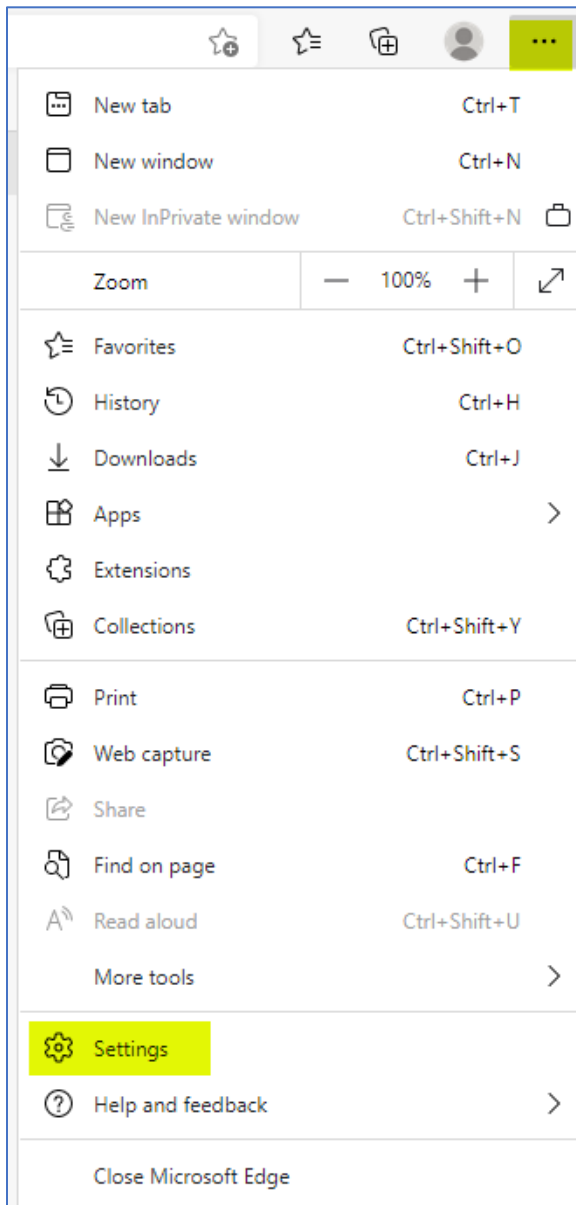 New tab Ctrl+T
New window Ctrl+N
New InPrivate window Ctrl+Shift+N
Zoom 100%
Favorites Ctrl+Shift+O
History Ctrl+H
Downloads Ctrl+J
Apps
Extensions
Collections Ctrl+Shift+Y
Print Ctrl+P
Web capture Ctrl+Shift+S
Share
Find on page Ctrl+F
Read aloud Ctrl+Shift+U
More tools
Settings
Help and feedback
Close Microsoft Edge